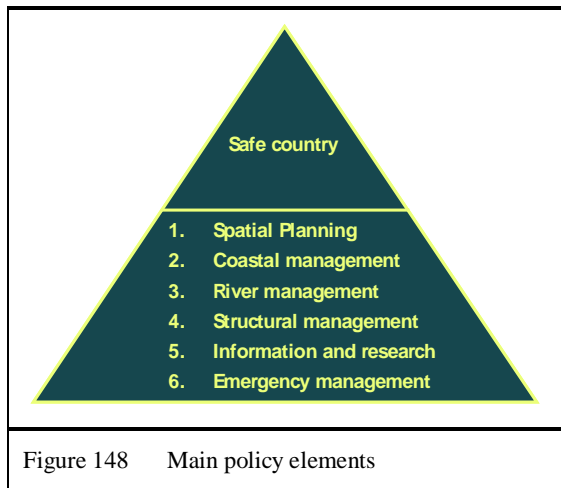 Safe country
1. Spatial Planning
2. Coastal management
3. River management
4. Structural management
5. Information and research
6. Emergency management
Figure 148 Main policy elements